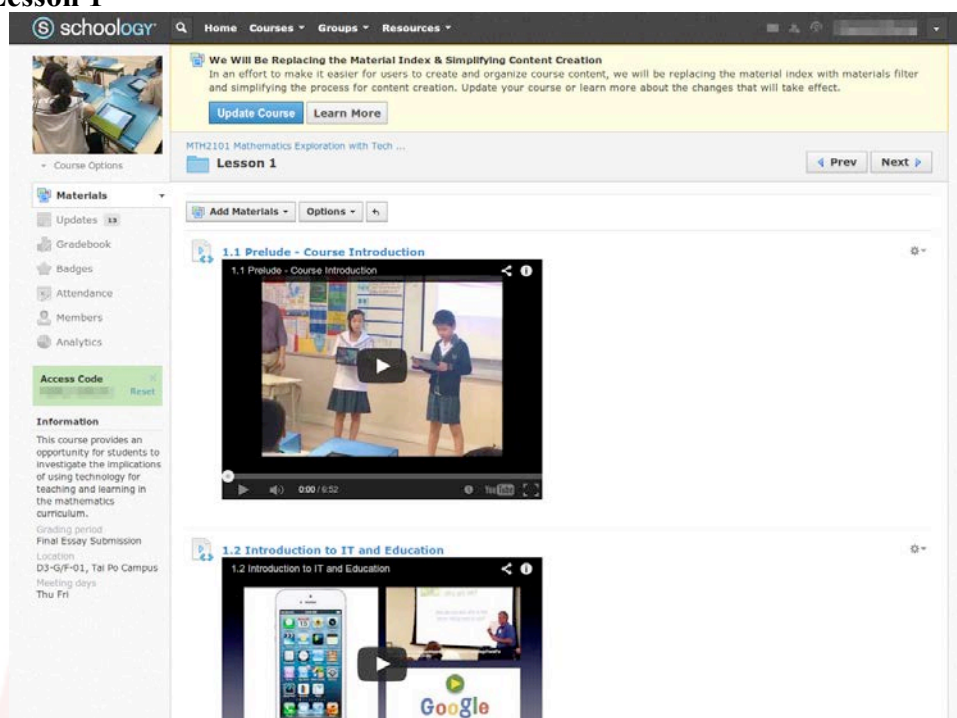 Lesson 1
schoology
Home Courses Groups Resources
We Will Be Replacing the Material Index & Simplifying Content Creation
In an effort to make it easier for users to create and organize course content, we will be replacing the material index with materials filter
and simplifying the process for content creation. Update your course or learn more about the changes that will take effect.
Update Course Learn More
MTH2101 Mathematics Exploration with Tech ...
Lesson 1
Prev Next
Course Options
Materials
Updates 13
Gradebook
Badges
Attendance
Members
Analytics
Access Code
Reset
Information
This course provides an
opportunity for students to
investigate the implications
of using technology for
teaching and learning in
the mathematics
curriculum.
Grading period
Final Essay Submission
Location
D3-G/F-01, Tai Po Campus
Meeting days
Thu Fri
Add Materials Options
1.1 Prelude - Course Introduction
1.1 Prelude - Course Introduction
0:00 / 6:52
YouTube
1.2 Introduction to IT and Education
1.2 Introduction to IT and Education
Google